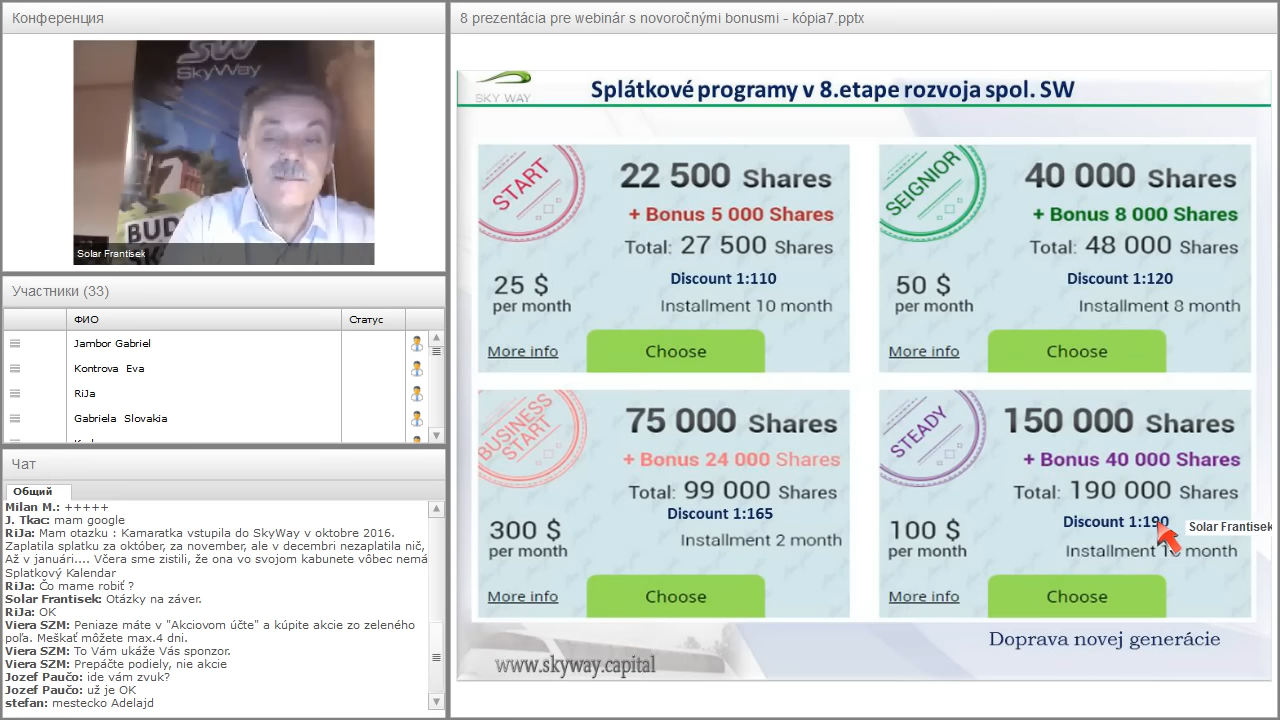 Конференция
SW
SkyWay
BUD
Solar Frantisek
Участники (33)
ФИО
Статус
Jambor Gabriel
Kontrova Eva
RiJa
Gabriela Slovakia
Чат
Общий
Milan M.: +++++
J. Tkac: mam google
RiJa: Mam otazku : Kamaratka vstupila do SkyWay v oktobre 2016.
Zaplatila splatku za október, za november, ale v decembri nezaplatila nič,
Až v januári.... Včera sme zistili, že ona vo svojom kabunete vôbec nemá
Splatkový Kalendar
RiJa: Čo mame robiť ?
Solar Frantisek: Otázky na záver.
RiJa: OK
Viera SZM: Peniaze máte v "Akciovom účte" a kúpite akcie zo zeleného
poľa. Meškať môžete max.4 dni.
Viera SZM: To Vám ukáže Vás sponzor.
Viera SZM: Prepáčte podiely, nie akcie
Jozef Paučo: ide vám zvuk?
Jozef Paučo: už je OK
stefan: mestecko Adelajd
8 prezentácia pre webinár s novoročnými bonusmi - kópia7.pptx
SKY WAY
Splátkové programy v 8.etape rozvoja spol. SW
START
22 500 Shares
+ Bonus 5 000 Shares
Total: 27 500 Shares
Discount 1:110
25 $
per month
Installment 10 month
More info
Choose
SEIGNIOR
40 000 Shares
+ Bonus 8 000 Shares
Total: 48 000 Shares
Discount 1:120
50 $
per month
Installment 8 month
More info
Choose
BUSINESS
START
75 000 Shares
+ Bonus 24 000 Shares
Total: 99 000 Shares
Discount 1:165
300 $
per month
Installment 2 month
More info
Choose
STEADY
150 000 Shares
+ Bonus 40 000 Shares
Total: 190 000 Shares
Discount 1:190
Solar Frantisek
100 $
per month
Installment month
More info
Choose
Doprava novej generácie
www.skyway.capital